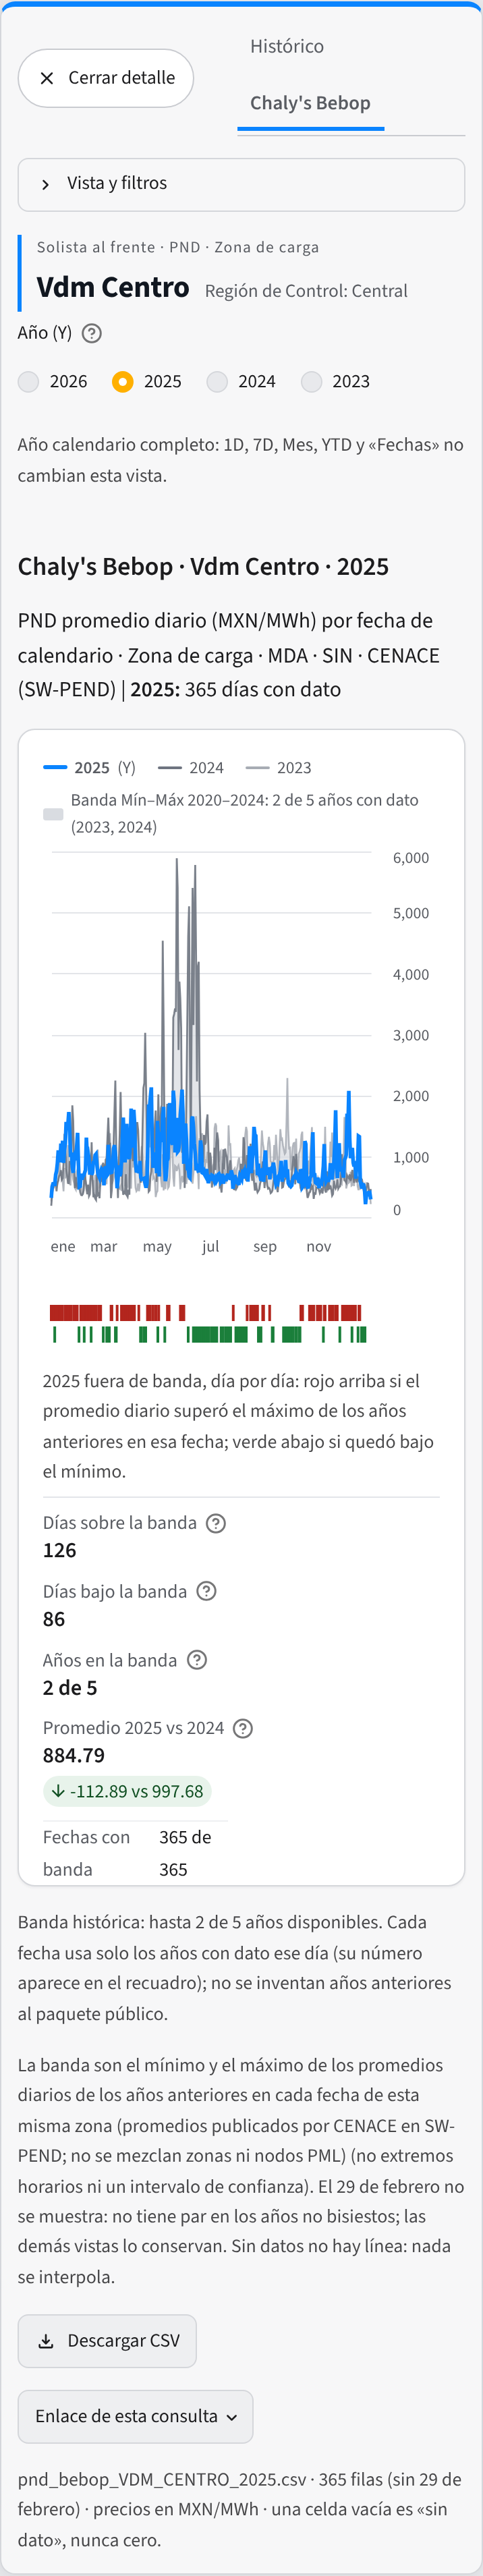 Cerrar detalle
Histórico
Chaly's Bebop
Vista y filtros
Solista al frente · PND · Zona de carga
Vdm Centro Región de Control: Central
Año (Y)
2026 2025 2024 2023
Año calendario completo: 1D, 7D, Mes, YTD y «Fechas» no
cambian esta vista.
Chaly's Bebop · Vdm Centro · 2025
PND promedio diario (MXN/MWh) por fecha de
calendario · Zona de carga · MDA · SIN · CENACE
(SW-PEND) | 2025: 365 días con dato
2025 (Y) 2024 2023
Banda Mín–Máx 2020–2024: 2 de 5 años con dato
(2023, 2024)
6,000
5,000
4,000
3,000
2,000
1,000
0
ene mar may jul sep nov
2025 fuera de banda, día por día: rojo arriba si el
promedio diario superó el máximo de los años
anteriores en esa fecha; verde abajo si quedó bajo
el mínimo.
Días sobre la banda
126
Días bajo la banda
86
Años en la banda
2 de 5
Promedio 2025 vs 2024
884.79
↓ -112.89 vs 997.68
Fechas con 365 de
banda 365
Banda histórica: hasta 2 de 5 años disponibles. Cada
fecha usa solo los años con dato ese día (su número
aparece en el recuadro); no se inventan años anteriores
al paquete público.
La banda son el mínimo y el máximo de los promedios
diarios de los años anteriores en cada fecha de esta
misma zona (promedios publicados por CENACE en SW-
PEND; no se mezclan zonas ni nodos PML) (no extremos
horarios ni un intervalo de confianza). El 29 de febrero no
se muestra: no tiene par en los años no bisiestos; las
demás vistas lo conservan. Sin datos no hay línea: nada
se interpola.
Descargar CSV
Enlace de esta consulta
pnd_bebop_VDM_CENTRO_2025.csv · 365 filas (sin 29 de
febrero) · precios en MXN/MWh · una celda vacía es «sin
dato», nunca cero.